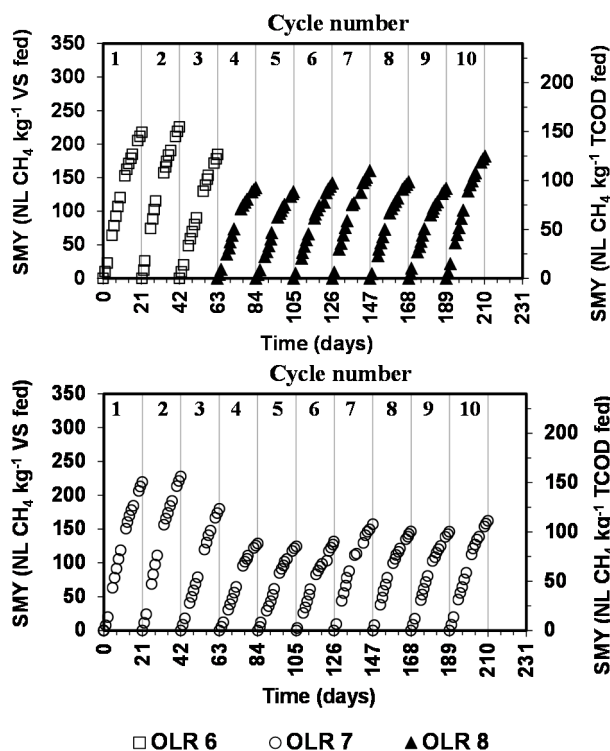 Cycle number
350
300
250
200
150
100
50
0
SMY (NL CH₄ kg⁻¹ VS fed)
1 2 3 4 5 6 7 8 9 10
150
100
50
0
SMY (NL CH₄ kg⁻¹ TCOD fed)
0 21 42 63 84 105 126 147 168 189 210 231
Time (days)
Cycle number
350
300
250
200
150
100
50
0
SMY (NL CH₄ kg⁻¹ VS fed)
1 2 3 4 5 6 7 8 9 10
200
150
100
50
0
SMY (NL CH₄ kg⁻¹ TCOD fed)
0 21 42 63 84 105 126 147 168 189 210 231
Time (days)
OLR 6 OLR 7 OLR 8